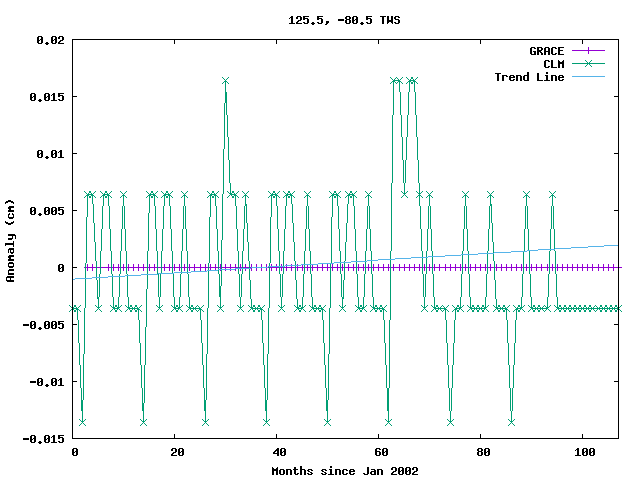 125.5, -80.5 TWS
GRACE
CLM
Trend Line
0.02
0.015
0.01
0.005
0
-0.005
-0.01
-0.015
Anomaly (cm)
0 20 40 60 80 100
Months since Jan 2002